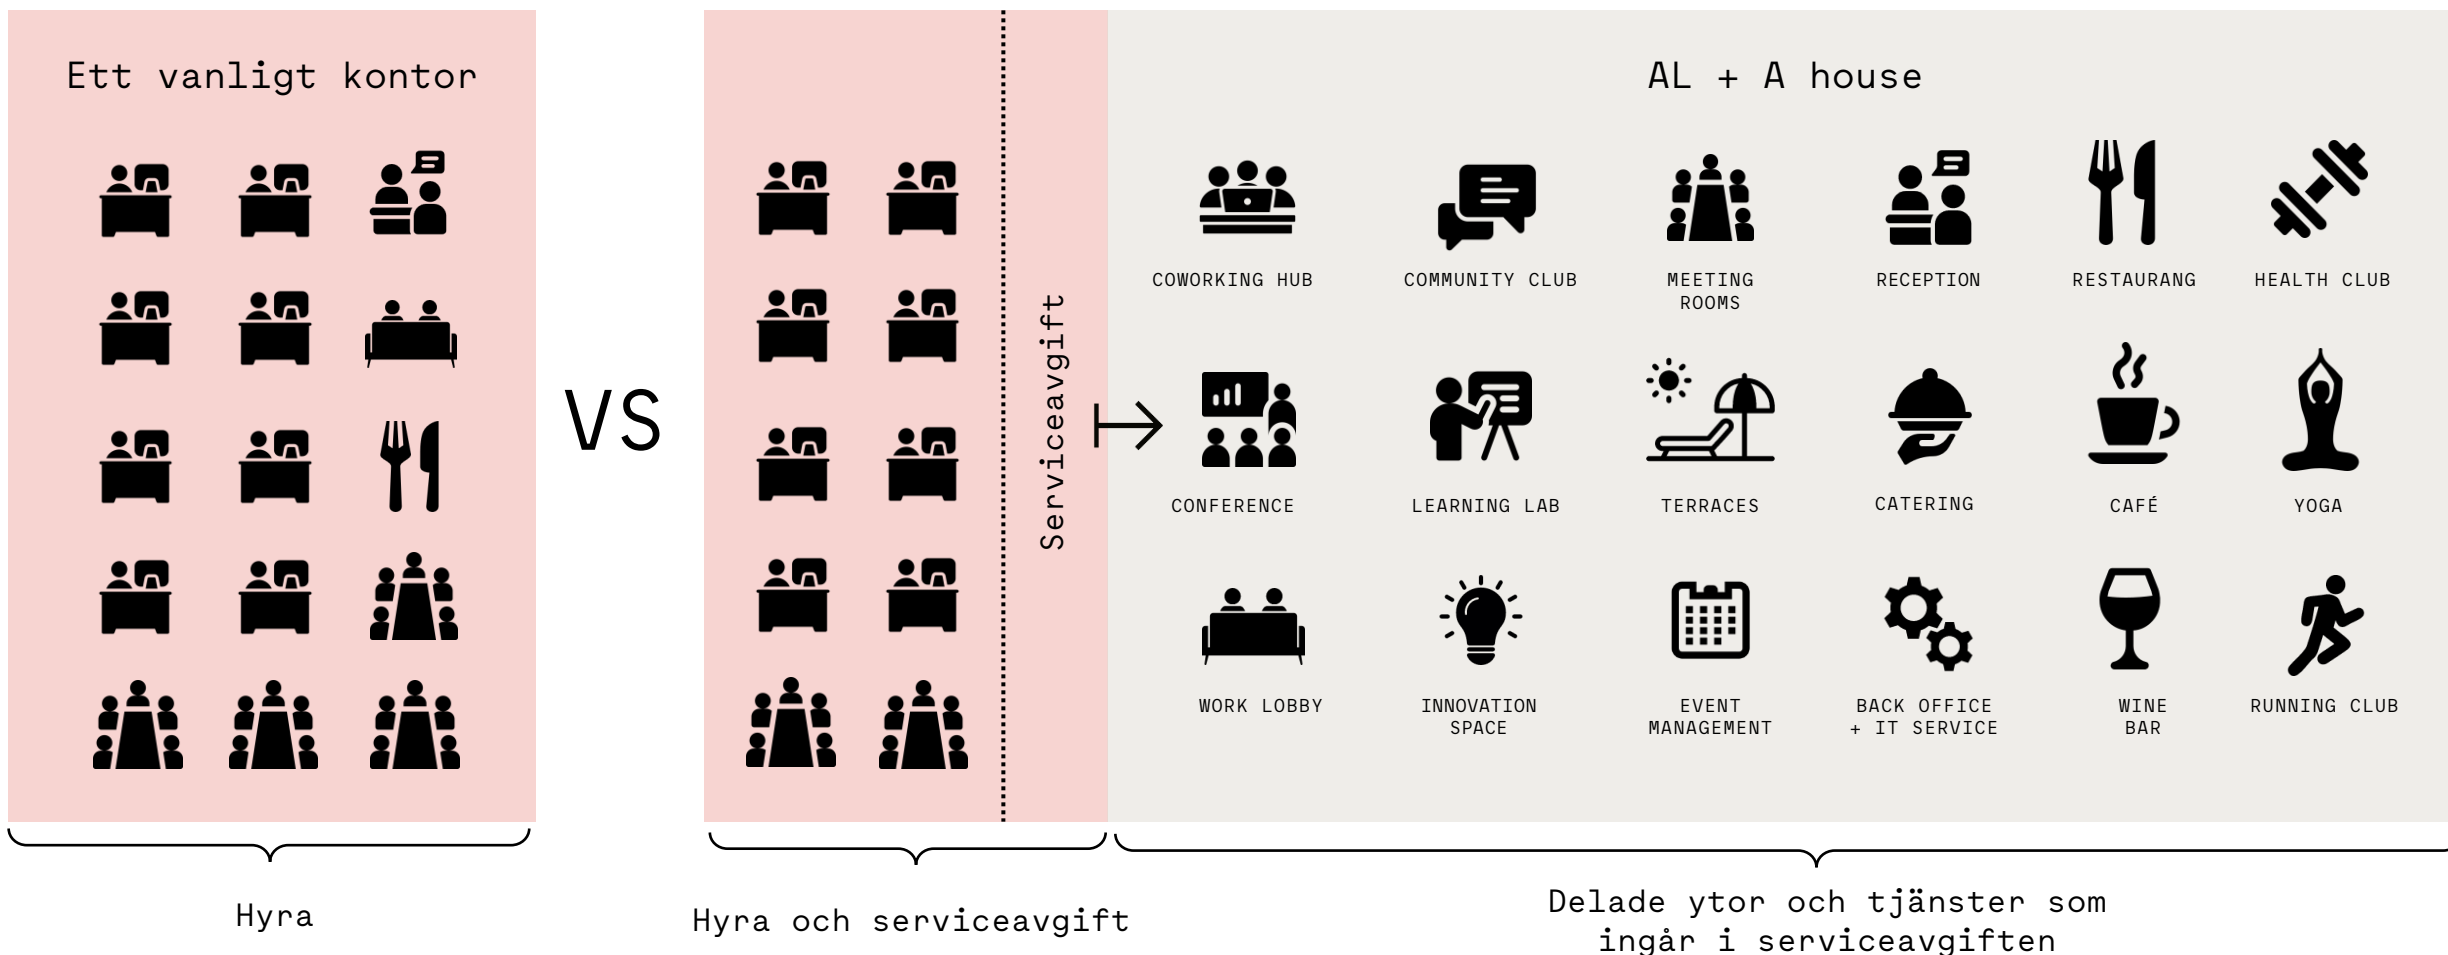 Ett vanligt kontor
VS
Serviceavgift
AL + A house
COWORKING HUB
COMMUNITY CLUB
MEETING
ROOMS
RECEPTION
RESTAURANG
HEALTH CLUB
CONFERENCE
LEARNING LAB
TERRACES
CATERING
CAFÉ
YOGA
WORK LOBBY
INNOVATION
SPACE
EVENT
MANAGEMENT
BACK OFFICE
+ IT SERVICE
WINE
BAR
RUNNING CLUB
Hyra
Hyra och serviceavgift
Delade ytor och tjänster som
ingår i serviceavgiften